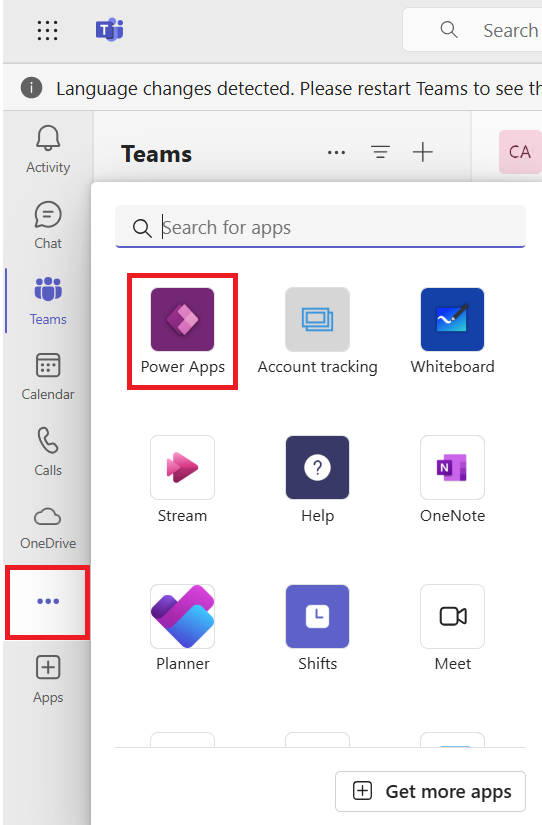 Search
Language changes detected. Please restart Teams to see th
Activity
Chat
Teams
Calendar
Calls
OneDrive
Apps
Teams
CA
Search for apps
Power Apps
Account tracking
Whiteboard
Stream
Help
OneNote
Planner
Shifts
Meet
Get more apps